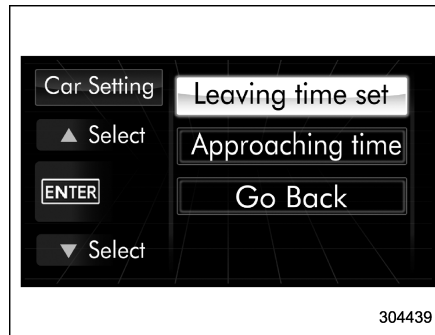 Car Setting
Leaving time set
▲ Select
Approaching time
ENTER
Go Back
▼ Select
304439